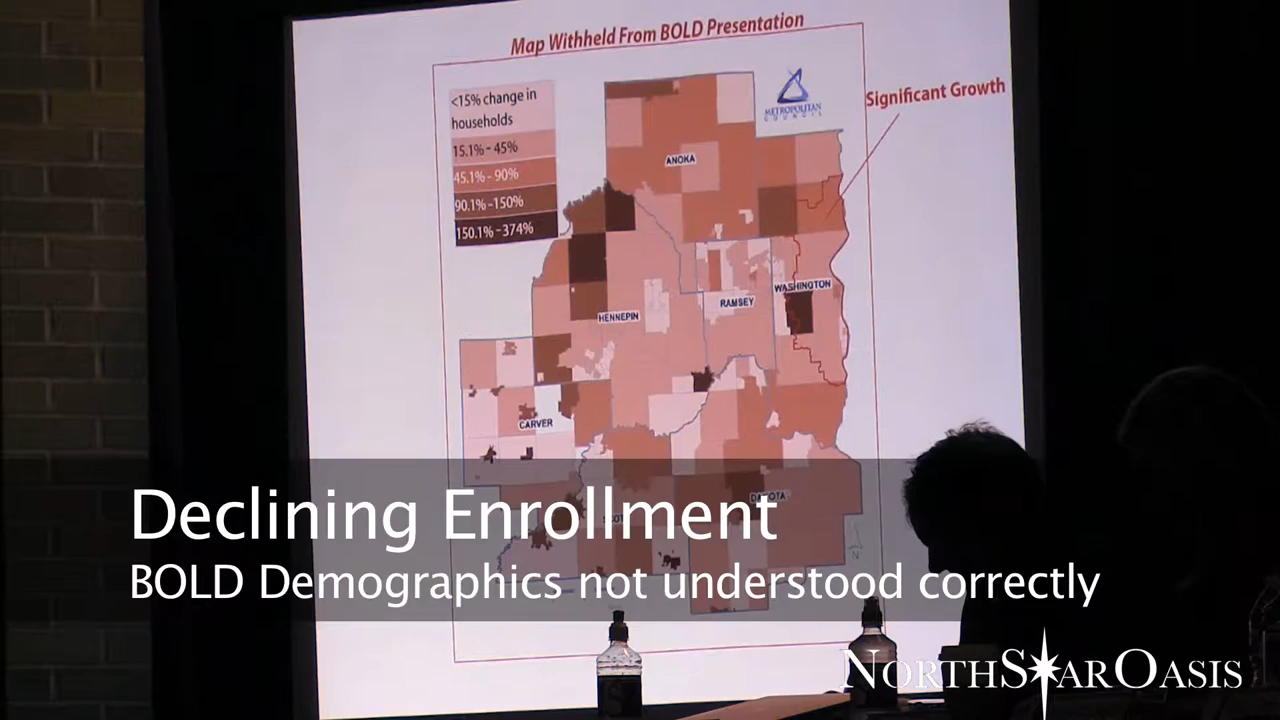 Map Withheld From BOLD Presentation
<15% change in
households
15.1% - 45%
45.1% - 90%
90.1% -150%
150.1% -374%
METROPOLITAN
COUNCIL
Significant Growth
ANOKA
WASHINGTON
RAMSEY
HENNEPIN
CARVER
DAKOTA
SCOTT
N
Declining Enrollment
BOLD Demographics not understood correctly
NORTHSTAROASIS